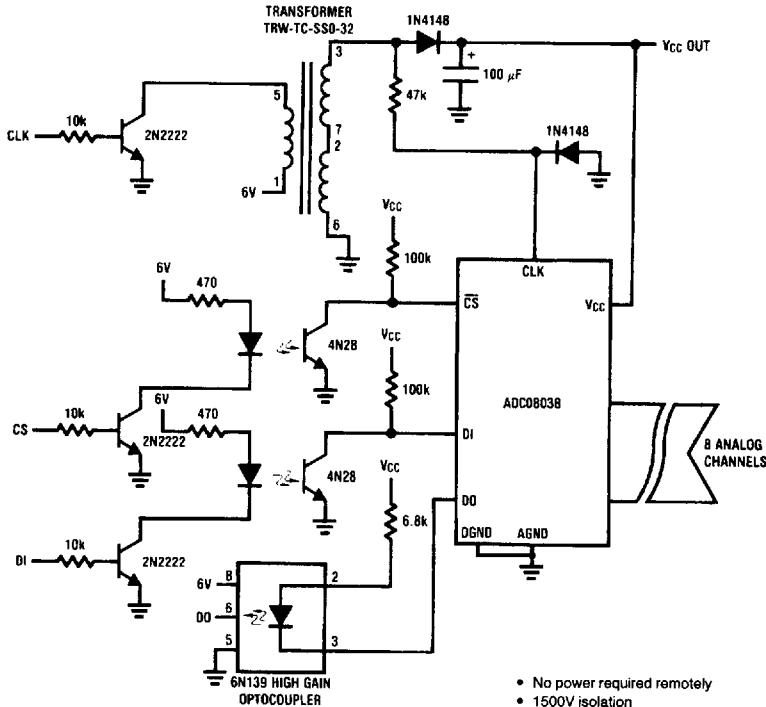 TRANSFORMER
TRW-TC-SSO-32
1N4148
3
VCC OUT
+
100 µF
5
47k
10k
CLK
2N2222
7
2
1N4148
1
6V
6
VCC
100k
CLK
6V
470
CS
VCC
4N28
VCC
100k
ADC08038
10k
6V
470
CS
2N2222
DI
8 ANALOG
CHANNELS
4N28
VCC
DO
6.8k
DGND
AGND
10k
DI
2N2222
6V
8
2
DO
6
5
3
6N139 HIGH GAIN
OPTOCOUPLER
• No power required remotely
• 1500V isolation